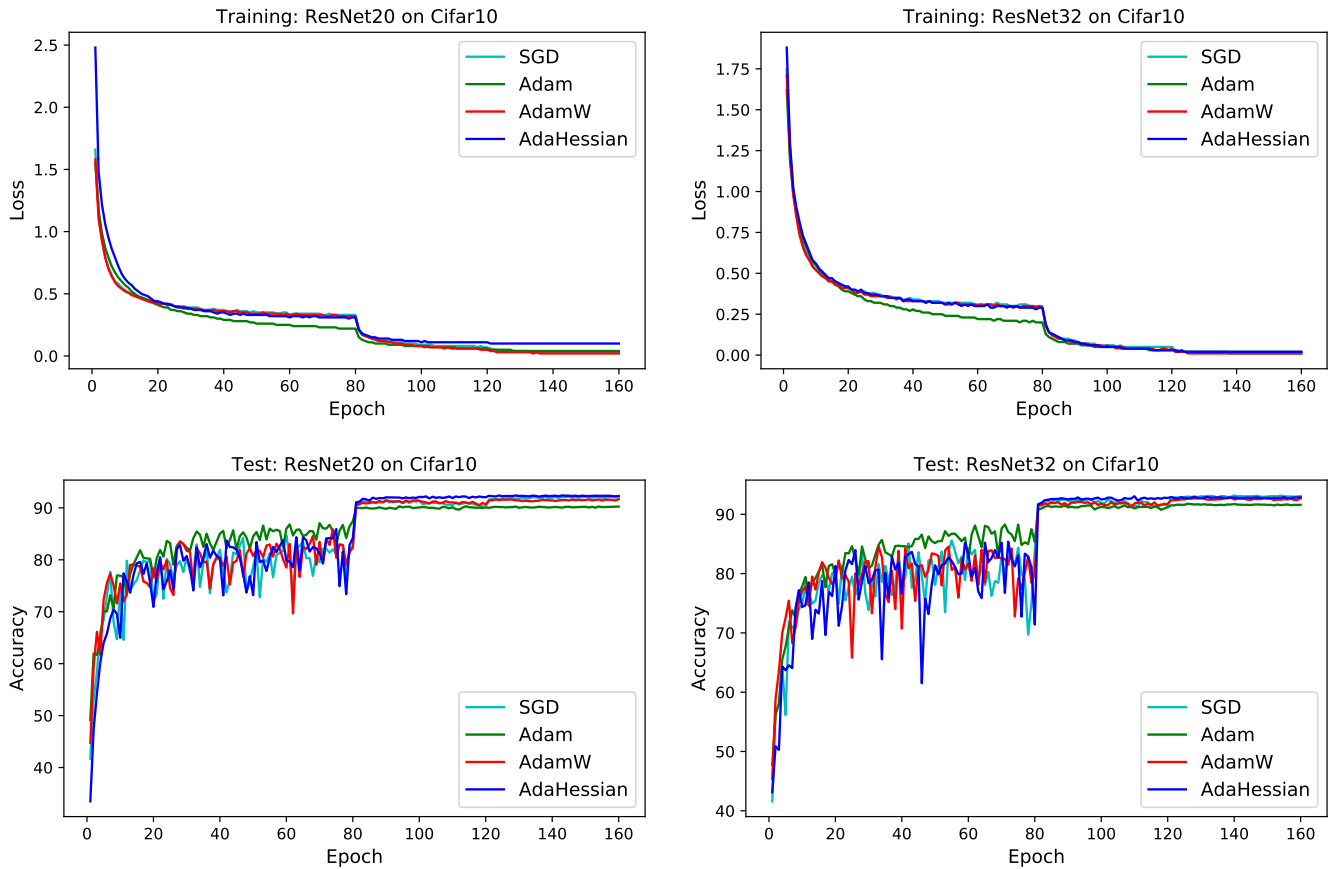 Training: ResNet20 on Cifar10
2.5
2.0
1.5
1.0
0.5
0.0
Loss
0 20 40 60 80 100 120 140 160
Epoch
SGD
Adam
AdamW
AdaHessian
Training: ResNet32 on Cifar10
1.75
1.50
1.25
1.00
0.75
0.50
0.25
0.00
Loss
0 20 40 60 80 100 120 140 160
Epoch
SGD
Adam
AdamW
AdaHessian
Test: ResNet20 on Cifar10
90
80
70
60
50
40
Accuracy
0 20 40 60 80 100 120 140 160
Epoch
SGD
Adam
AdamW
AdaHessian
Test: ResNet32 on Cifar10
90
80
70
60
50
40
Accuracy
0 20 40 60 80 100 120 140 160
Epoch
SGD
Adam
AdamW
AdaHessian